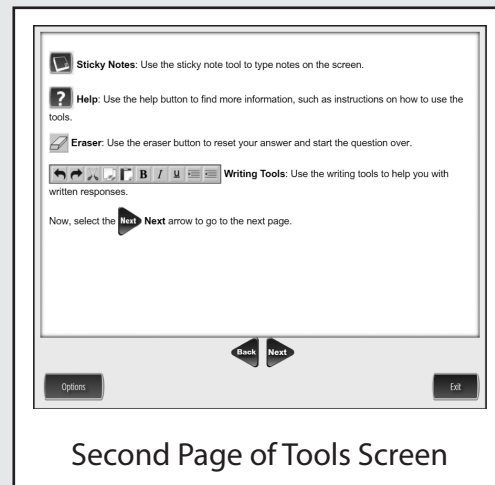 Sticky Notes: Use the sticky note tool to type notes on the screen.
? Help: Use the help button to find more information, such as instructions on how to use the
tools.
Eraser: Use the eraser button to reset your answer and start the question over.
B I U Writing Tools: Use the writing tools to help you with
written responses.
Now, select the Next Next arrow to go to the next page.
Back Next
Options Exit
Second Page of Tools Screen